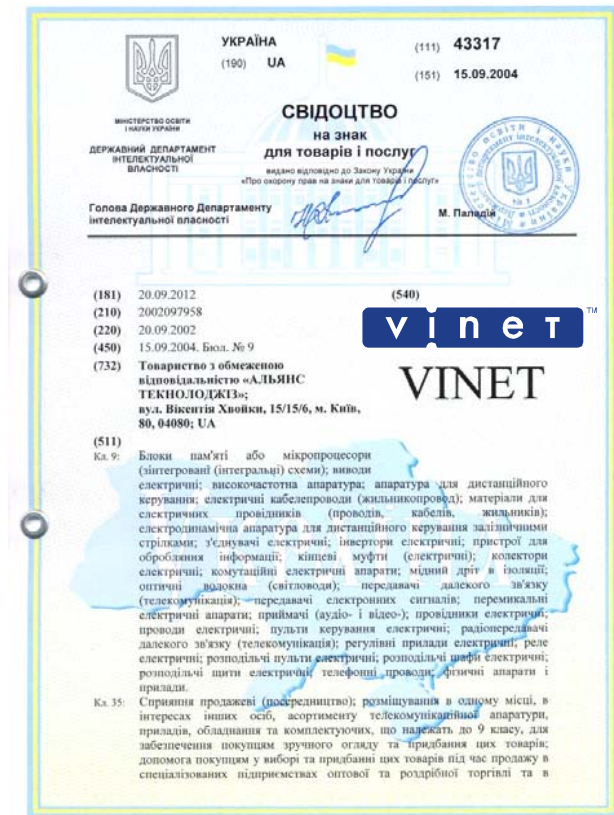 УКРАЇНА
(190) UA
(111) 43317
(151) 15.09.2004
МІНІСТЕРСТВО ОСВІТИ
І НАУКИ УКРАЇНИ
ДЕРЖАВНИЙ ДЕПАРТАМЕНТ
ІНТЕЛЕКТУАЛЬНОЇ
ВЛАСНОСТІ
СВІДОЦТВО
на знак
для товарів і послуг
видано відповідно до Закону України
«Про охорону прав на знаки для товарів і послуг»
Голова Державного Департаменту
інтелектуальної власності
М. Паладій
(181) 20.09.2012
(540)
(210) 2002097958
(220) 20.09.2002
(450) 15.09.2004. Бюл. № 9
vinet TM
VINET
(732) Товариство з обмеженою
відповідальністю «АЛЬЯНС
ТЕКНОЛОДЖІЗ»;
вул. Вікентія Хвойки, 15/15/6, м. Київ,
80, 04080; UA
(511)
Кл. 9: Блоки пам'яті або мікропроцесори
(зінтегровані (інтегральні) схеми); виводи
електричні; високочастотна апаратура; апаратура для дистанційного
керування; електричні кабелепроводи (жильникопровод); матеріали для
електричних провідників (проводів, кабелів, жильників);
електродинамічна апаратура для дистанційного керування залізничними
стрілками; з'єднувачі електричні; інвертори електричні; пристрої для
обробляння інформації; кінцеві муфти (електричні); колектори
електричні; комутаційні електричні апарати; мідний дріт в ізоляції;
оптичні волокна (світловоди); передавачі далекого зв'язку
(телекомунікація); передавачі електронних сигналів; перемикальні
електричні апарати; приймачі (аудіо- і відео-); провідники електричні;
проводи електричні; пульти керування електричні; радіопередавачі
далекого зв'язку (телекомунікація); регулівні прилади електричні; реле
електричні; розподільчі пульти електричні; розподільчі шафи електричні;
розподільчі щити електричні; телефонні проводи; фізичні апарати і
прилади.
Кл. 35: Сприяння продажеві (посередництво); розміщування в одному місці, в
інтересах інших осіб, асортименту телекомунікаційної апаратури,
приладів, обладнання та комплектуючих, що належать до 9 класу, для
забезпечення покупцям зручного огляду та придбання цих товарів;
допомога покупцям у виборі та придбанні цих товарів під час продажу в
спеціалізованих підприємствах оптової та роздрібної торгівлі та в